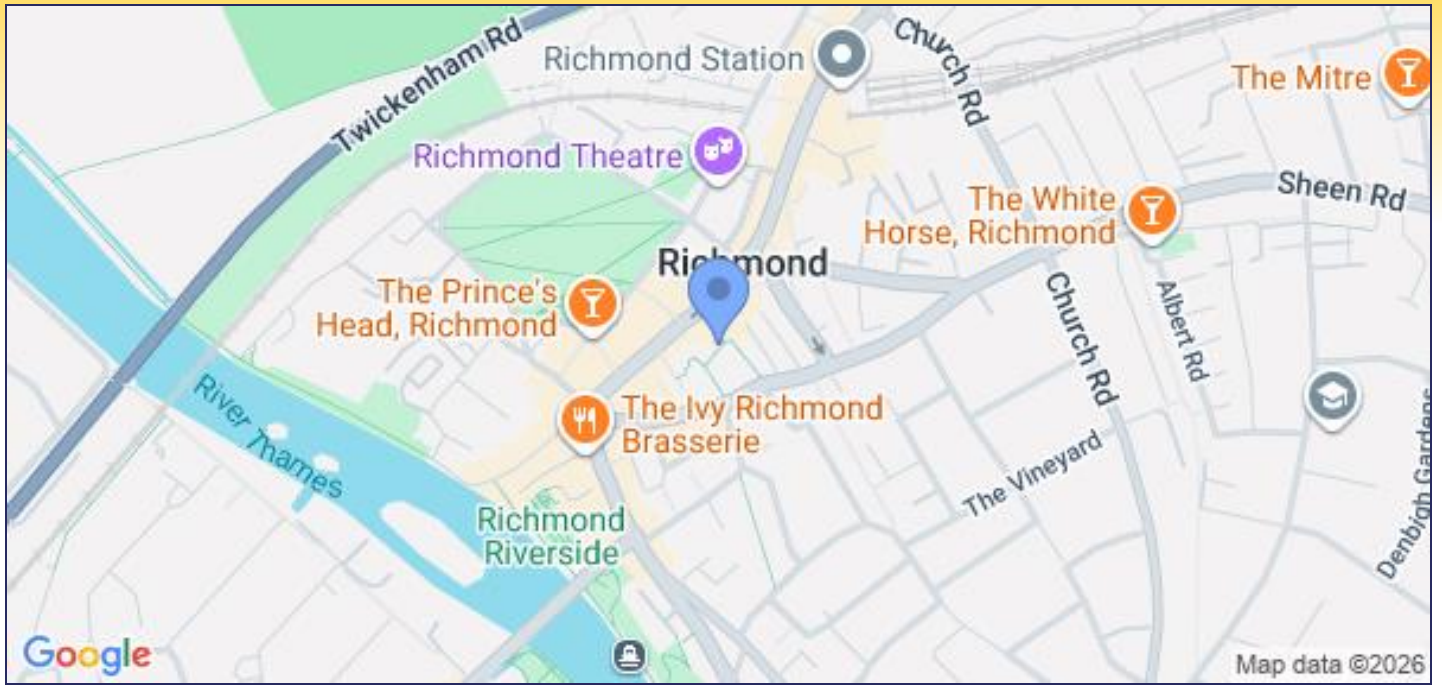 Twickenham Rd
Richmond Station
Church Rd
The Mitre
Richmond Theatre
The White
Horse, Richmond
Sheen Rd
Richmond
The Prince's
Head, Richmond
Church Rd
Albert Rd
River Thames
The Ivy Richmond
Brasserie
The Vineyard
Denbigh Gardens
Richmond
Riverside
Google
Map data ©2026